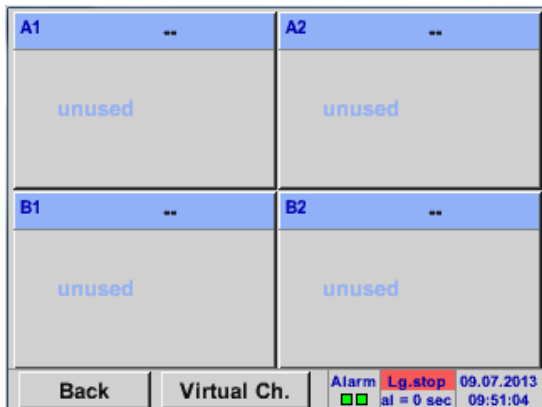 A1 --
A2 --
unused
unused
B1 --
B2 --
unused
unused
Back
Virtual Ch.
Alarm
Lg.stop
al = 0 sec
09.07.2013
09:51:04